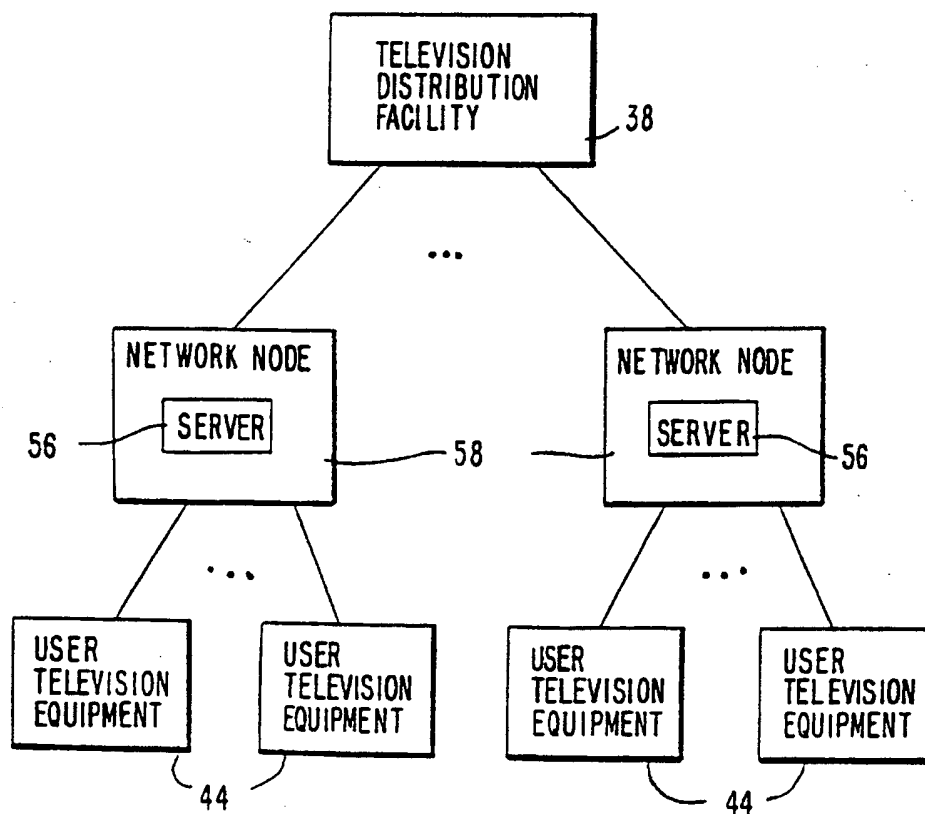 TELEVISION
DISTRIBUTION
FACILITY
38
...
NETWORK NODE
SERVER
56
58
NETWORK NODE
SERVER
56
...
...
USER
TELEVISION
EQUIPMENT
USER
TELEVISION
EQUIPMENT
44
USER
TELEVISION
EQUIPMENT
USER
TELEVISION
EQUIPMENT
44